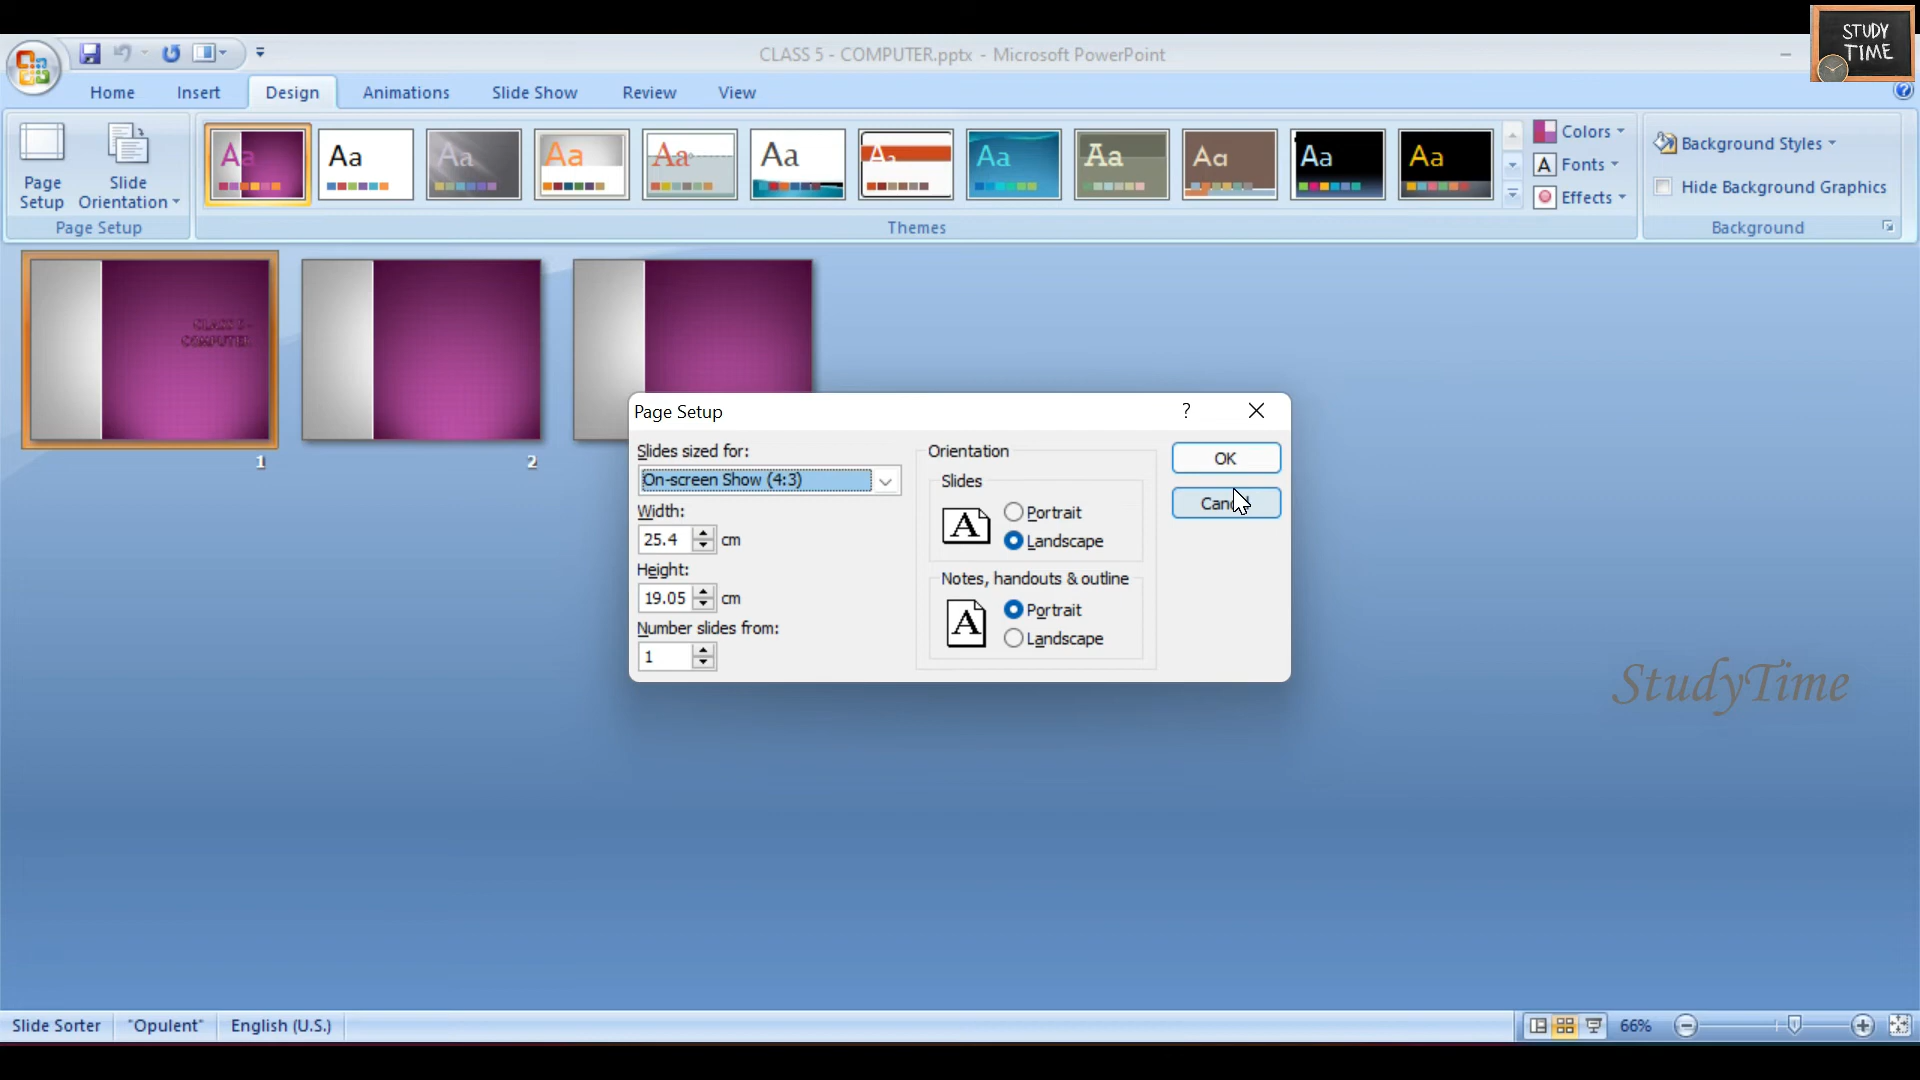 STUDY
TIME
CLASS 5 - COMPUTER.pptx - Microsoft PowerPoint
Home Insert Design Animations Slide Show Review View
Page
Setup
Slide
Orientation
Page Setup
Aa Aa Aa Aa Aa Aa Aa Aa Aa Aa Aa Aa
Themes
Colors
A Fonts
Effects
Background Styles
Hide Background Graphics
Background
CLASS 5 -
COMPUTER
1 2
Page Setup ?
Slides sized for:
On-screen Show (4:3)
Width:
25.4 cm
Height:
19.05 cm
Number slides from:
1
Orientation
Slides
A
Portrait
Landscape
Notes, handouts & outline
A
Portrait
Landscape
OK
Cancel
StudyTime
Slide Sorter "Opulent" English (U.S.) 66%